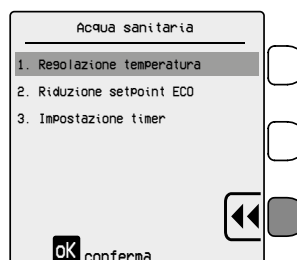 Acqua sanitaria
1. Regolazione temperatura
2. Riduzione setpoint ECO
3. Impostazione timer
oK conferma